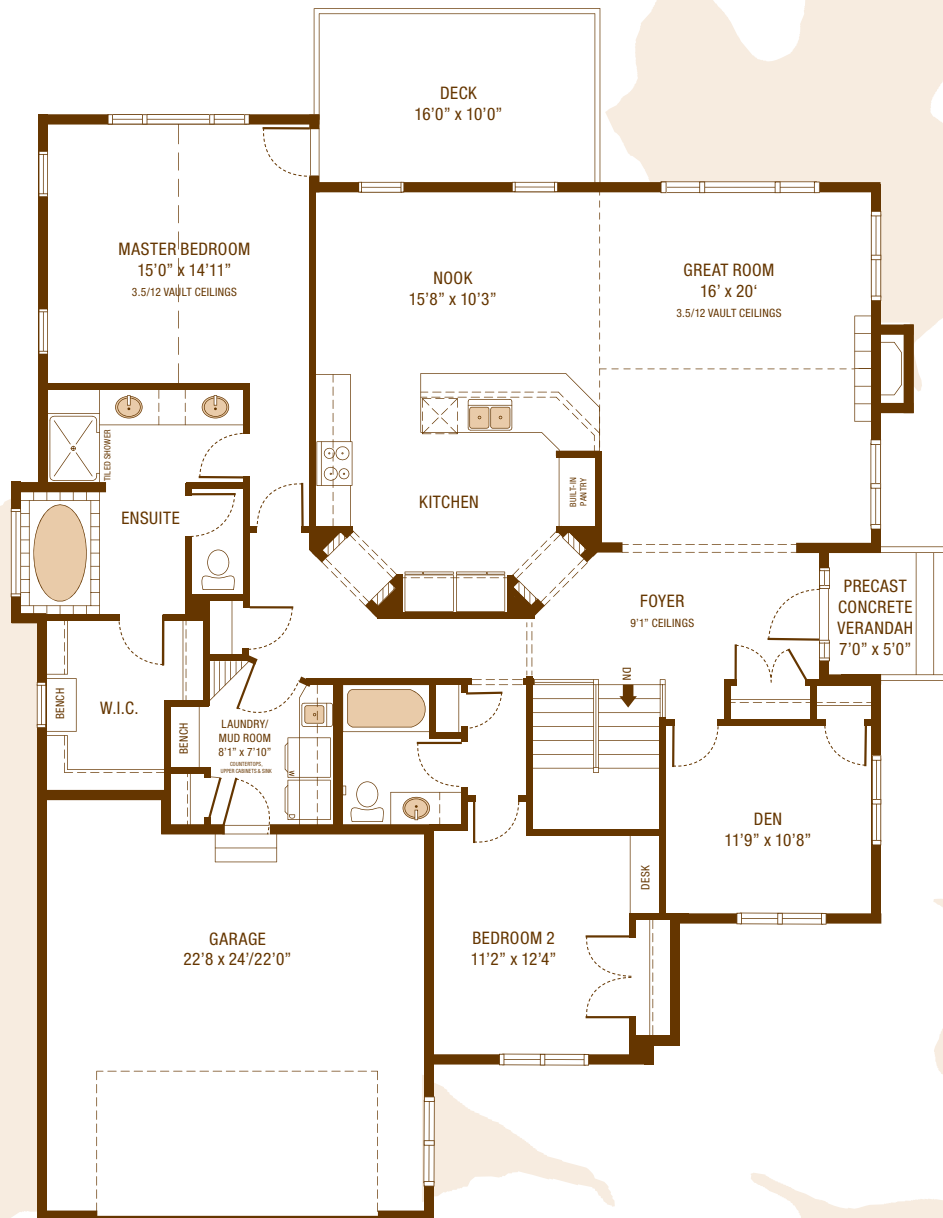 DECK
16’0” x 10’0”
MASTER BEDROOM
15’0” x 14’11”
3.5/12 VAULT CEILINGS
NOOK
15’8” x 10’3”
GREAT ROOM
16’ x 20‘
3.5/12 VAULT CEILINGS
TILED SHOWER
KITCHEN
BUILT-IN
PANTRY
ENSUITE
FOYER
9’1” CEILINGS
PRECAST
CONCRETE
VERANDAH
7’0” x 5’0”
DN
BENCH
W.I.C.
BENCH
LAUNDRY/
MUD ROOM
8’1” x 7’10”
COUNTERTOPS,
UPPER CABINETS & SINK
W
D
DEN
11’9” x 10’8”
DESK
GARAGE
22’8 x 24’/22’0”
BEDROOM 2
11’2” x 12’4”